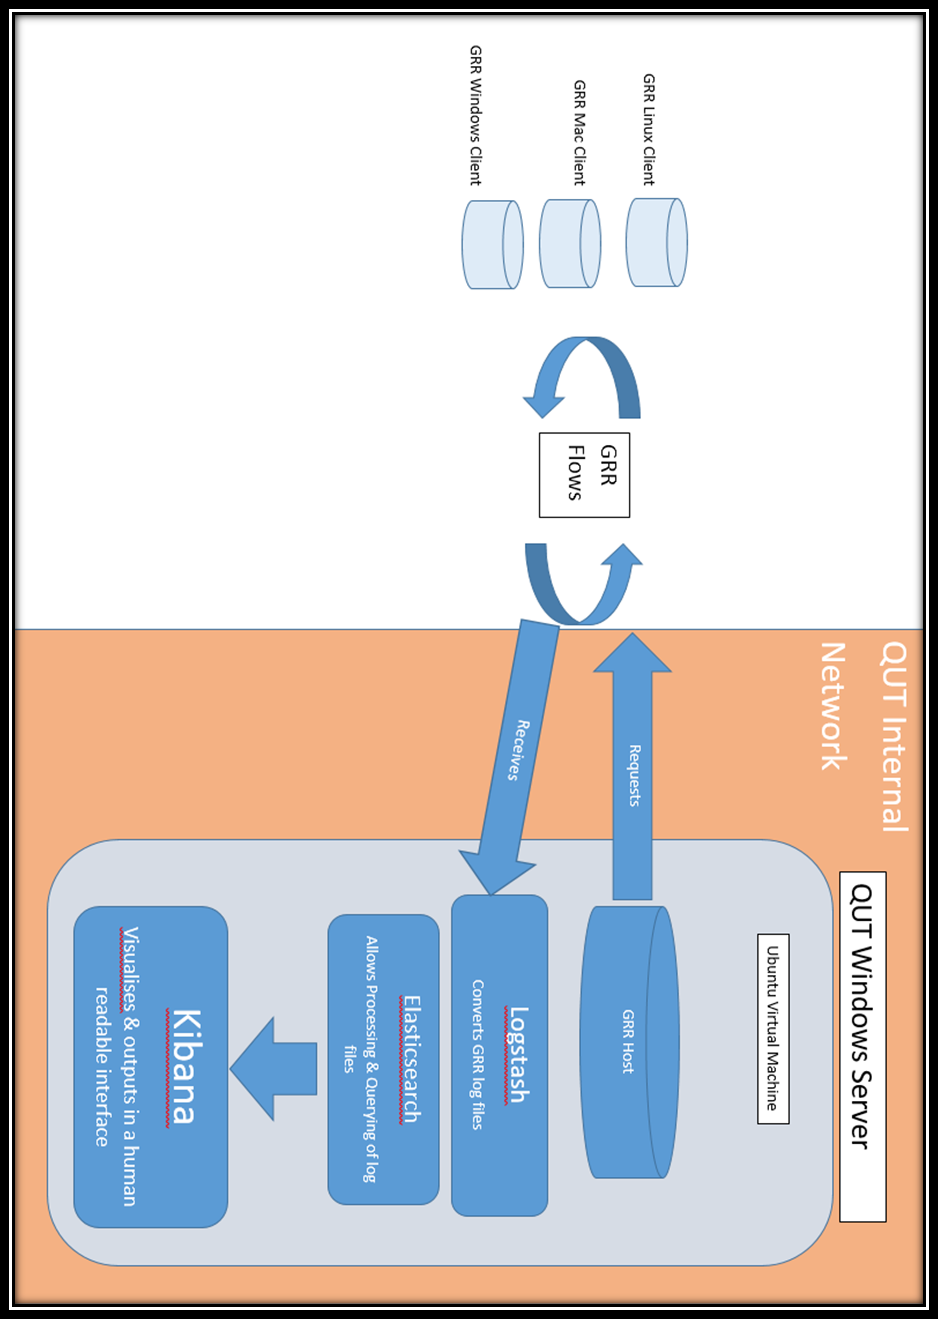 QUT Internal
Network
QUT Windows Server
Ubuntu Virtual Machine
GRR Linux Client
GRR Mac Client
GRR Windows Client
GRR
Flows
Requests
Receives
GRR Host
Logstash
Converts GRR log files
Elasticsearch
Allows Processing & Querying of log
files
Kibana
Visualises & outputs in a human
readable interface